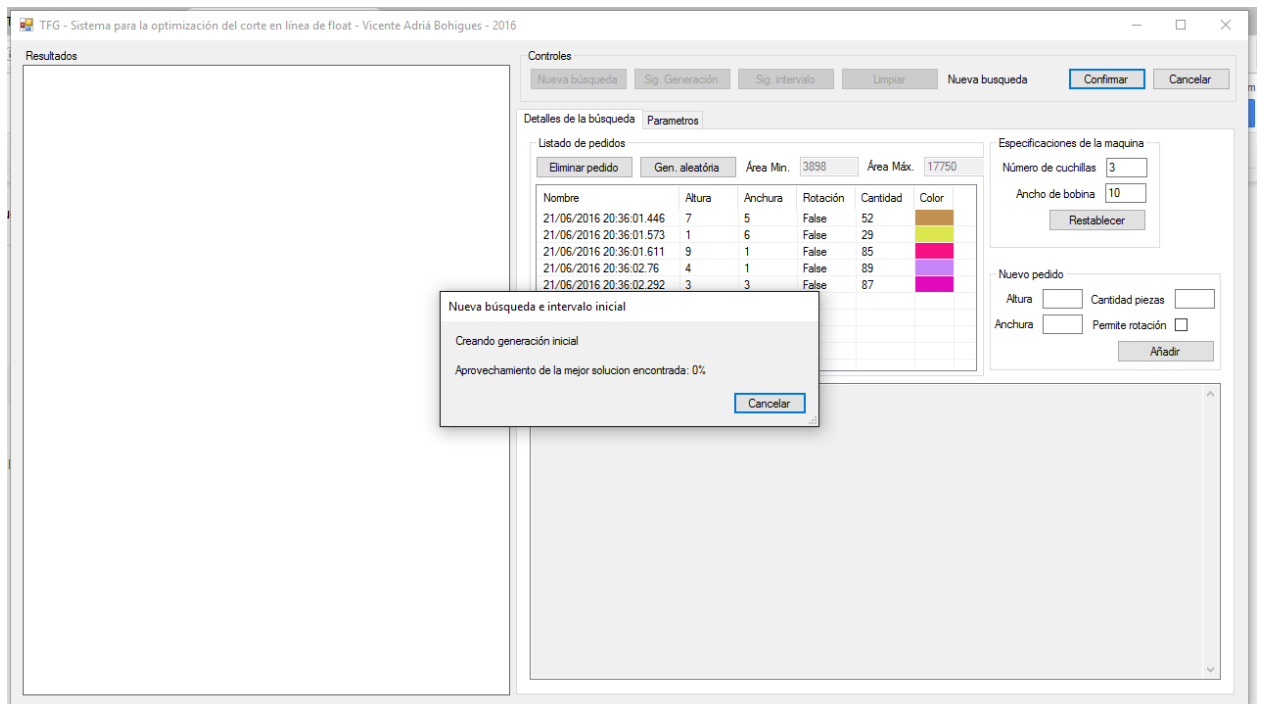 TFG - Sistema para la optimización del corte en línea de float - Vicente Adriá Bohigues - 2016
Resultados
Controles
Nueva búsqueda Sig. Generación Sig. intervalo Limpiar Nueva busqueda Confirmar Cancelar
Detalles de la búsqueda Parametros
Listado de pedidos
Eliminar pedido Gen. aleatória Área Min. 3898 Área Máx. 17750
Nombre Altura Anchura Rotación Cantidad Color
21/06/2016 20:36:01.446 7 5 False 52
21/06/2016 20:36:01.573 1 6 False 29
21/06/2016 20:36:01.611 9 1 False 85
21/06/2016 20:36:02.76 4 1 False 89
21/06/2016 20:36:02.292 3 3 False 87
Especificaciones de la maquina
Número de cuchillas 3
Ancho de bobina 10
Restablecer
Nuevo pedido
Altura Cantidad piezas
Anchura Permite rotación
Añadir
Nueva búsqueda e intervalo inicial
Creando generación inicial
Aprovechamiento de la mejor solucion encontrada: 0%
Cancelar